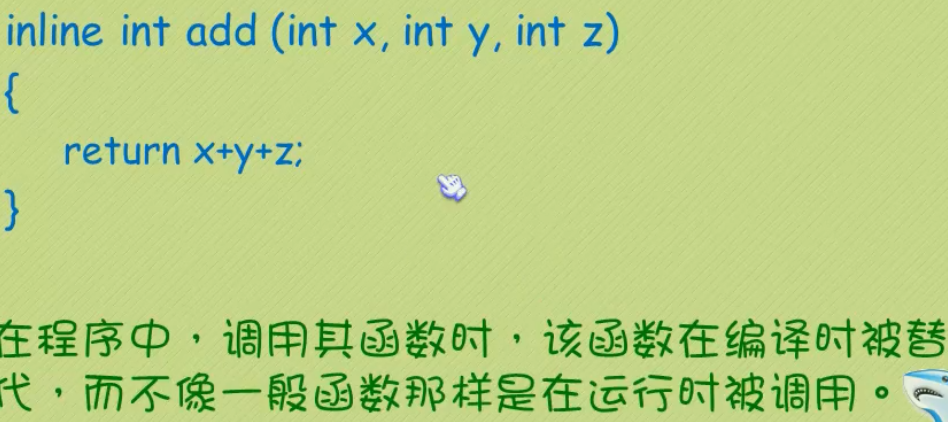 inline int add (int x, int y, int z)
{
return x+y+z;
}
在程序中，调用其函数时，该函数在编译时被替
代，而不像一般函数那样是在运行时被调用。